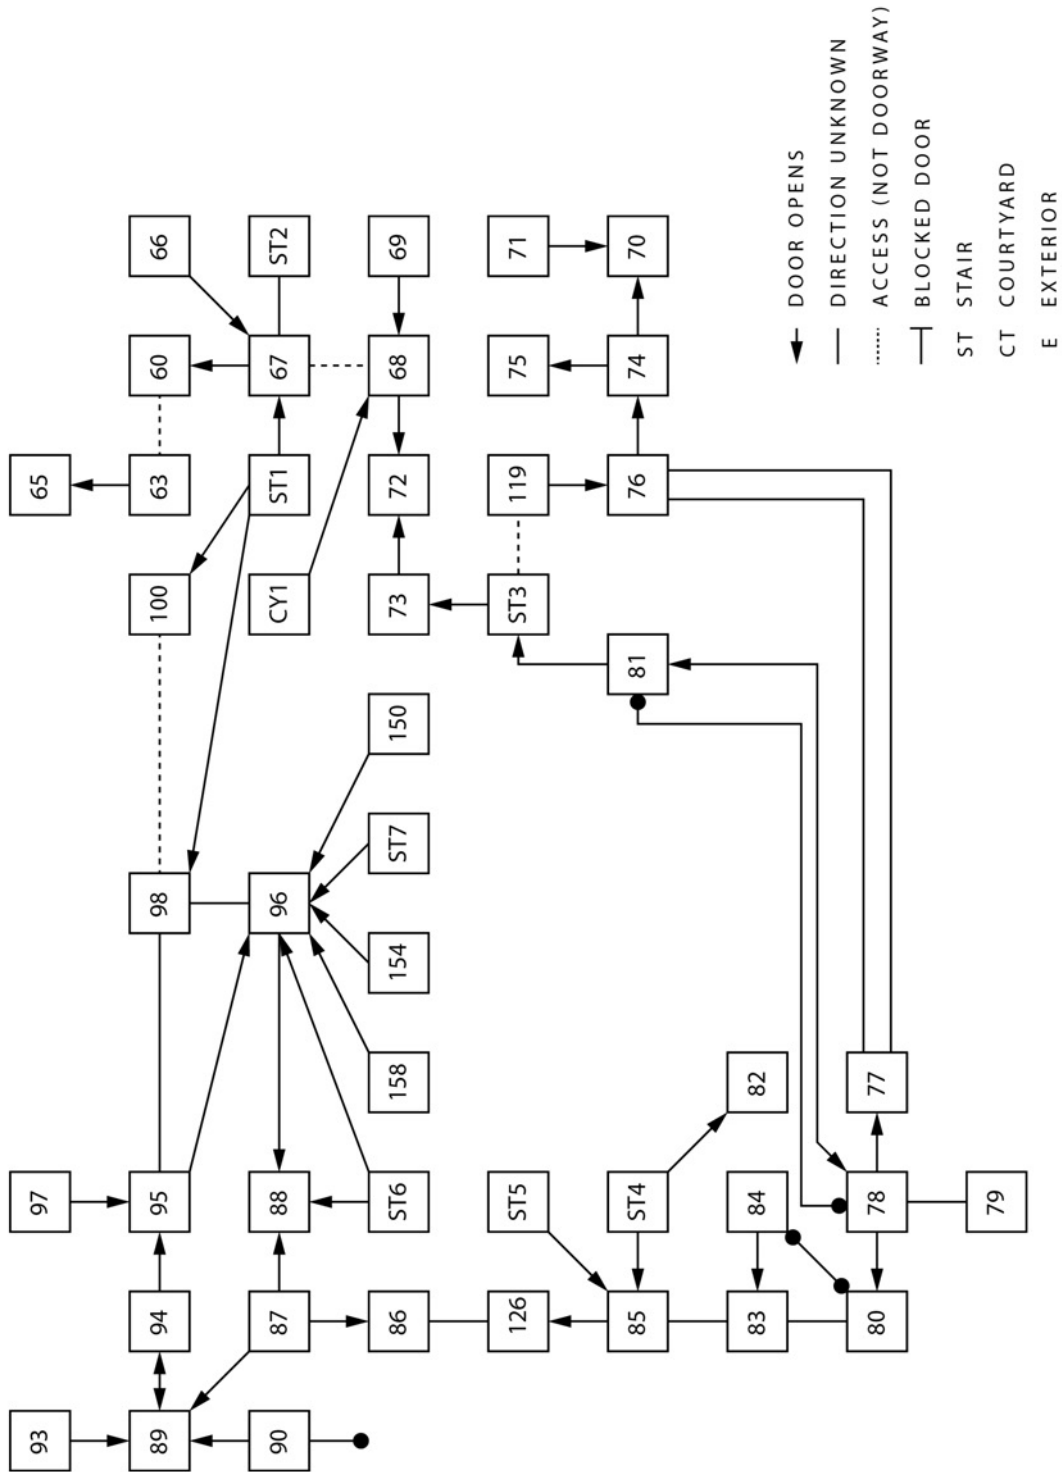 93 97 65
89 94 95 98 100 63 60 66
90 87 88 96 CY1 ST1 67 ST2
86 ST6 158 154 ST7 150 73 72 68 69
126 ST5 ST3 119 75 71
85 ST4 81 76 74 70
83 84 82
80 78 77
79
DOOR OPENS
DIRECTION UNKNOWN
ACCESS (NOT DOORWAY)
BLOCKED DOOR
ST STAIR
CT COURTYARD
E EXTERIOR